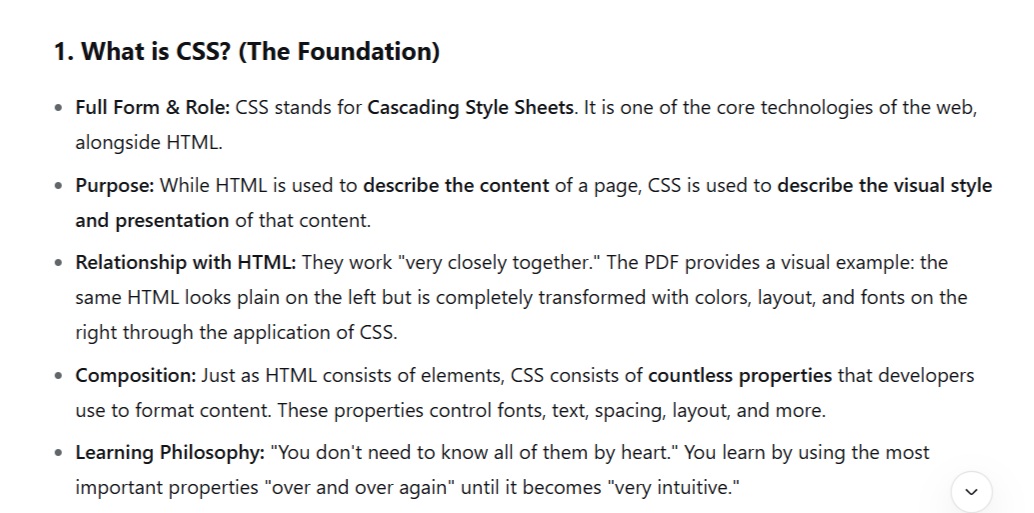 1. What is CSS? (The Foundation)
Full Form & Role: CSS stands for Cascading Style Sheets. It is one of the core technologies of the web,
alongside HTML.
Purpose: While HTML is used to describe the content of a page, CSS is used to describe the visual style
and presentation of that content.
Relationship with HTML: They work "very closely together." The PDF provides a visual example: the
same HTML looks plain on the left but is completely transformed with colors, layout, and fonts on the
right through the application of CSS.
Composition: Just as HTML consists of elements, CSS consists of countless properties that developers
use to format content. These properties control fonts, text, spacing, layout, and more.
Learning Philosophy: "You don't need to know all of them by heart." You learn by using the most
important properties "over and over again" until it becomes "very intuitive."